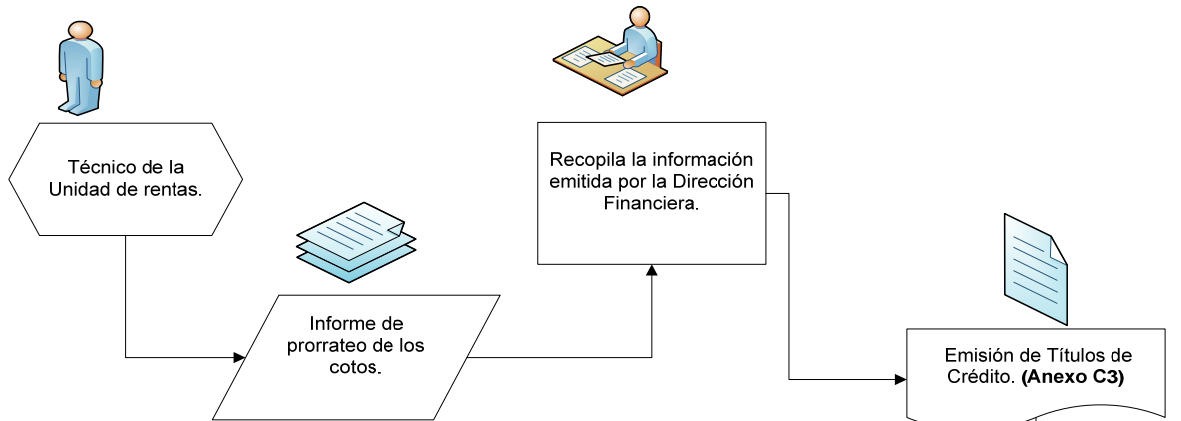 Técnico de la
Unidad de rentas.
Informe de
prorrateo de los
cotos.
Recopila la información
emitida por la Dirección
Financiera.
Emisión de Títulos de
Crédito. (Anexo C3)